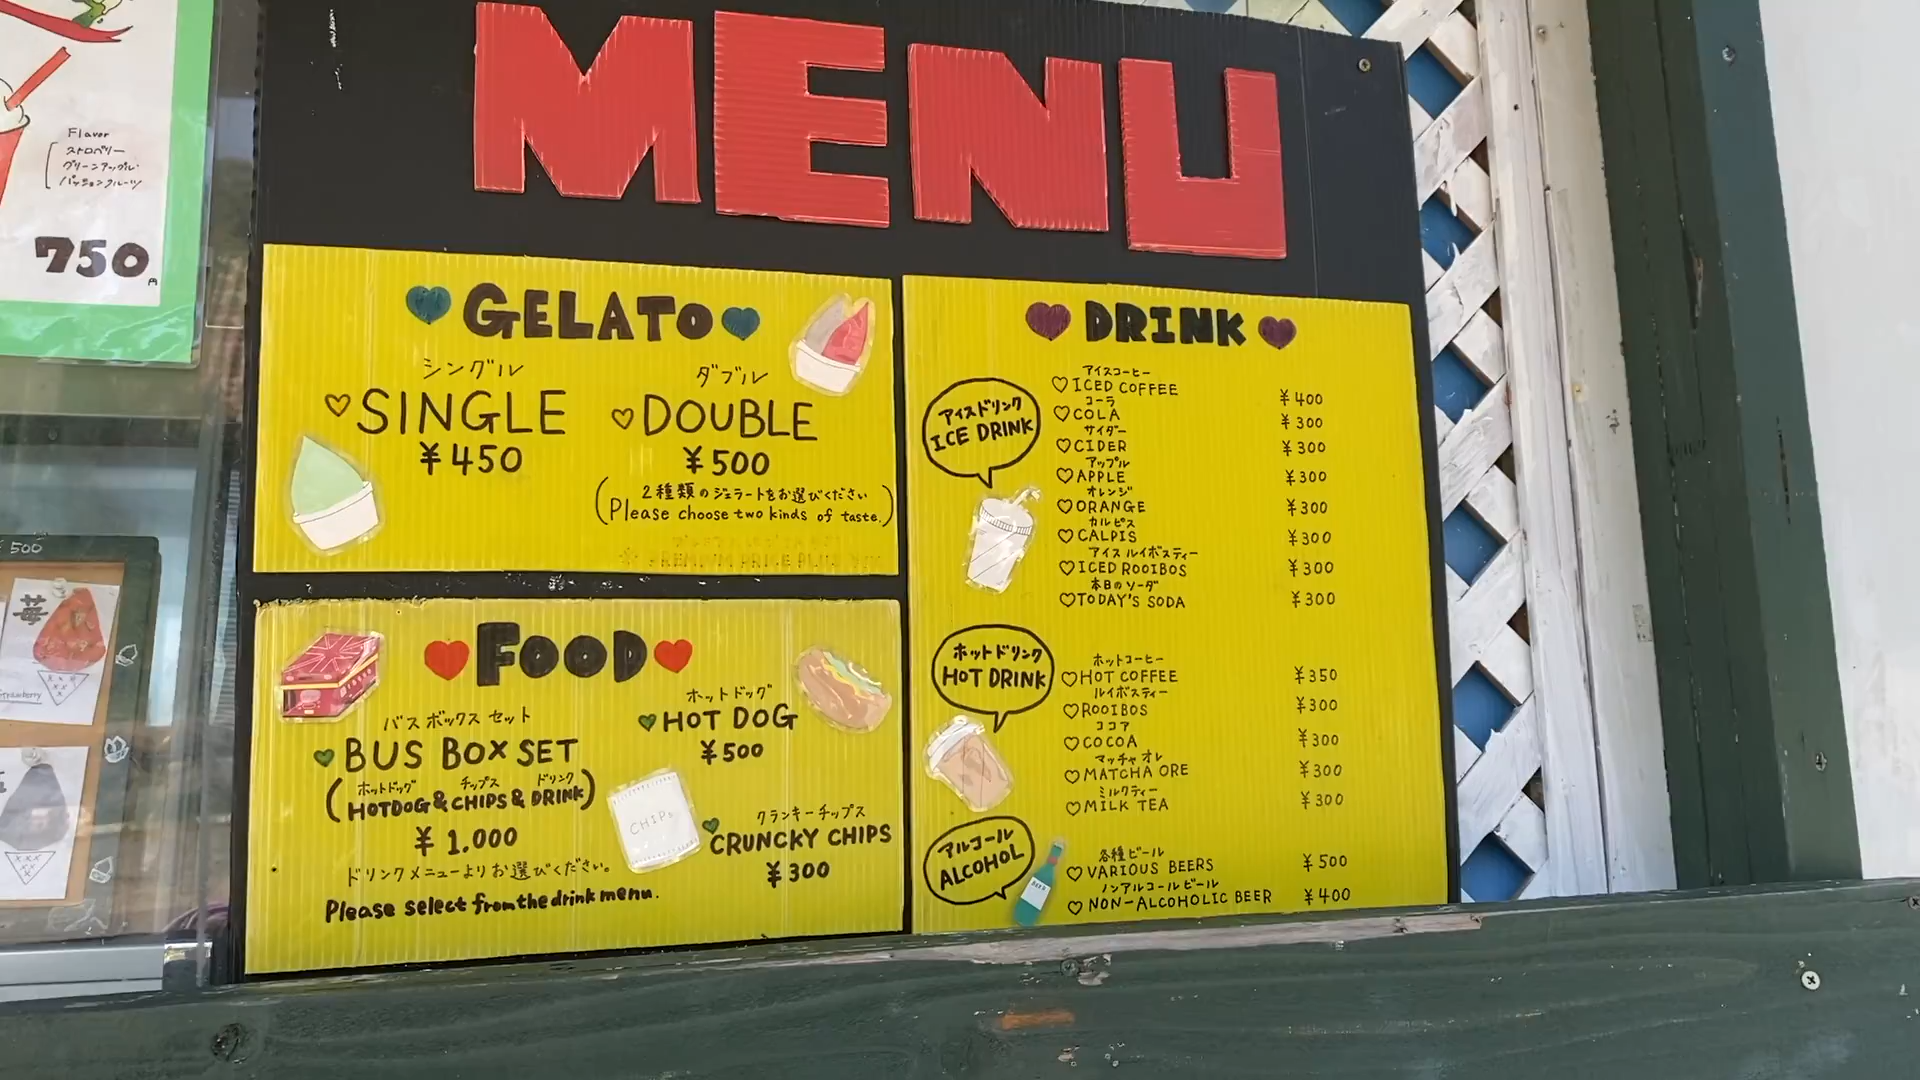 MENU
Flavor
ストロベリー
グリーンアップル
パッションフルーツ
750円
¥500
苺
Strawberry
GELATO
シングル
SINGLE
¥450
ダブル
DOUBLE
¥500
2種類のジェラートをお選びください
(Please choose two kinds of taste.)
FOOD
バスボックスセット
BUS BOX SET
ホットドッグ チップス ドリンク
(HOTDOG & CHIPS & DRINK)
¥1.000
ドリンクメニューよりお選びください。
Please select from the drink menu.
ホットドッグ
HOT DOG
¥500
CHIPs
クランキーチップス
CRUNCKY CHIPS
¥300
DRINK
アイスドリンク
ICE DRINK
アイスコーヒー
ICED COFFEE ¥400
コーラ
COLA ¥300
サイダー
CIDER ¥300
アップル
APPLE ¥300
オレンジ
ORANGE ¥300
カルピス
CALPIS ¥300
アイスルイボスティー
ICED ROOIBOS ¥300
本日のソーダ
TODAY'S SODA ¥300
ホットドリンク
HOT DRINK
ホットコーヒー
HOT COFFEE ¥350
ルイボスティー
ROOIBOS ¥300
ココア
COCOA ¥300
マッチャオレ
MATCHA ORE ¥300
ミルクティー
MILK TEA ¥300
アルコール
ALCOHOL
各種ビール
VARIOUS BEERS ¥500
ノンアルコールビール
NON-ALCOHOLIC BEER ¥400